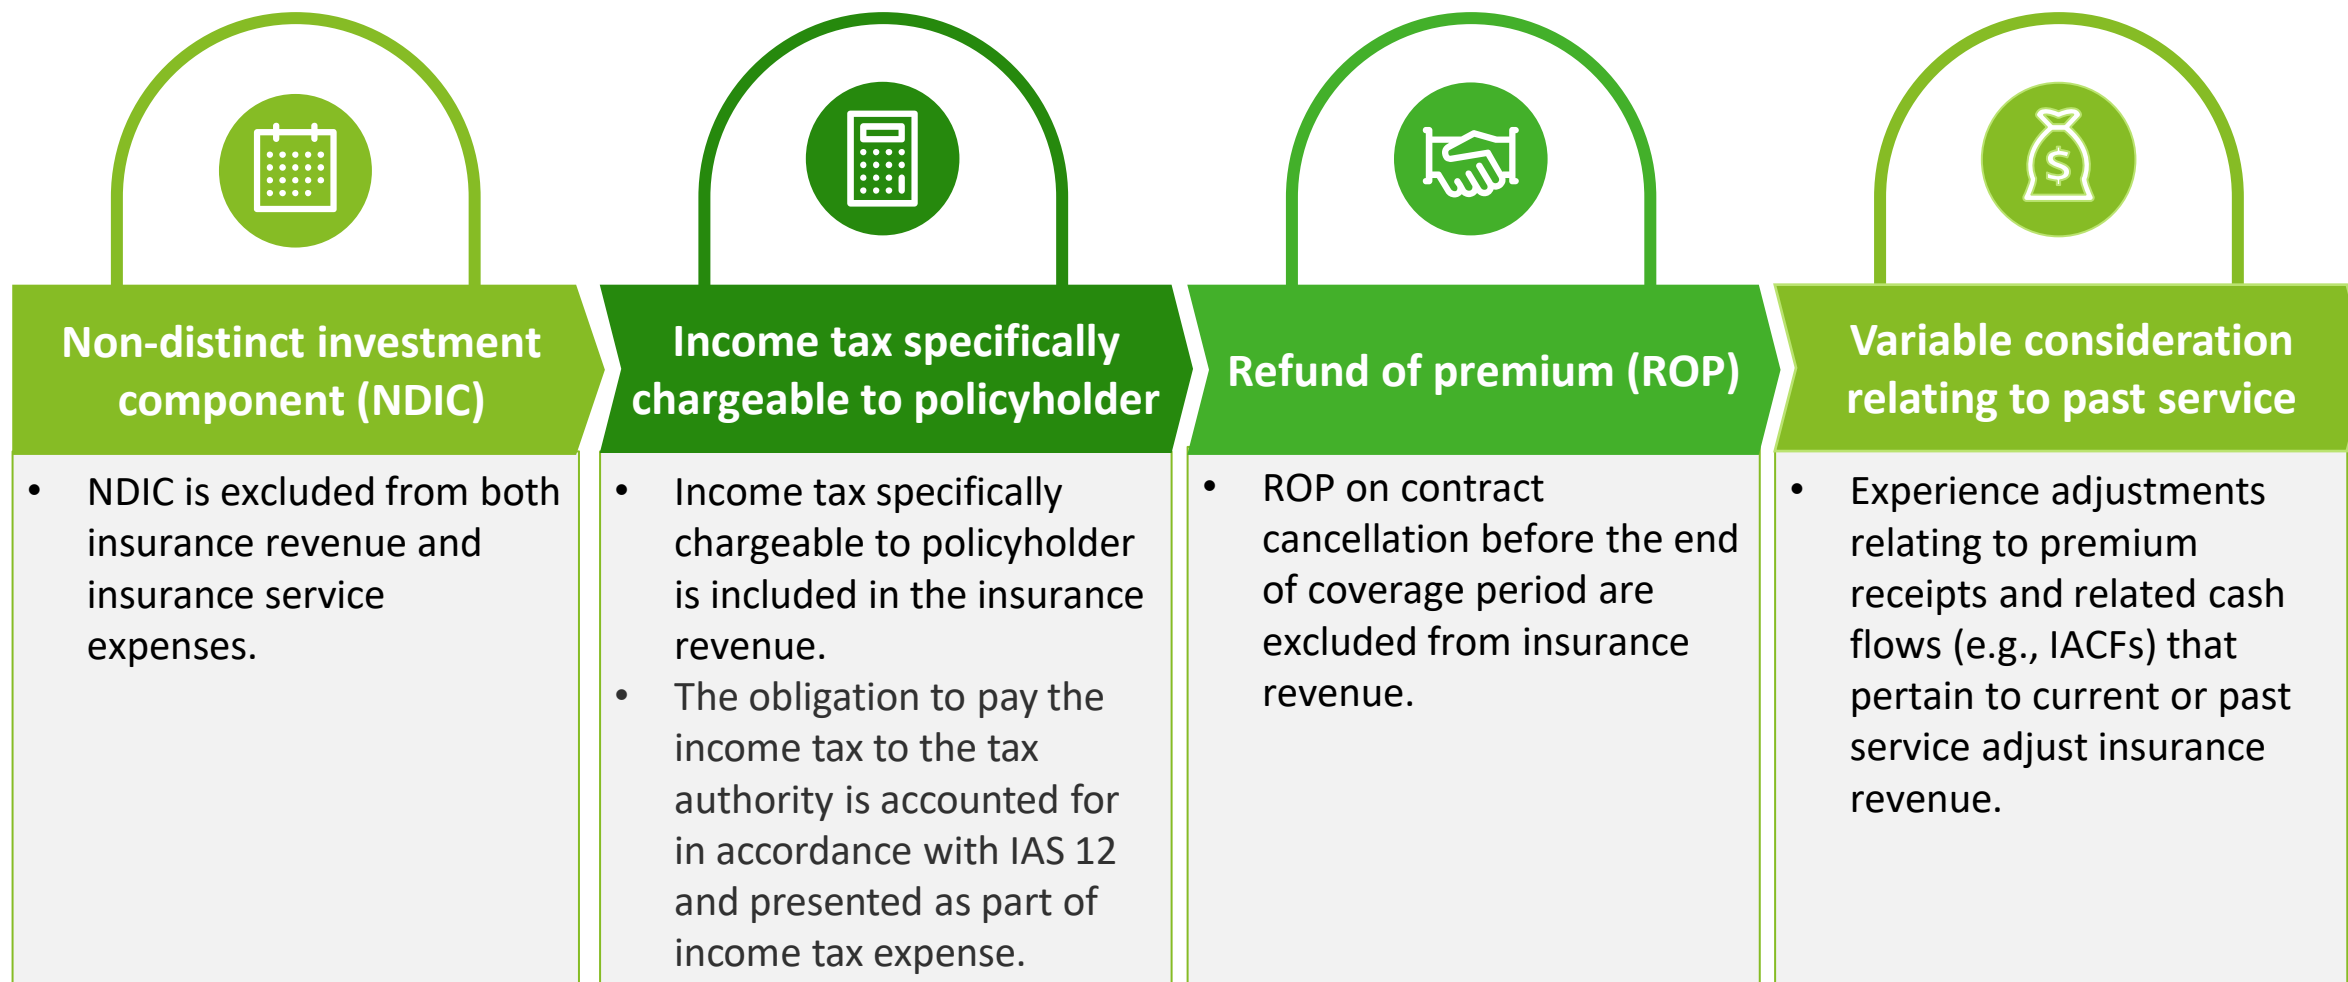 Non-distinct investment
component (NDIC)
• NDIC is excluded from both
insurance revenue and
insurance service
expenses.
Income tax specifically
chargeable to policyholder
• Income tax specifically
chargeable to policyholder
is included in the insurance
revenue.
• The obligation to pay the
income tax to the tax
authority is accounted for
in accordance with IAS 12
and presented as part of
income tax expense.
Refund of premium (ROP)
• ROP on contract
cancellation before the end
of coverage period are
excluded from insurance
revenue.
$
Variable consideration
relating to past service
• Experience adjustments
relating to premium
receipts and related cash
flows (e.g., IACFs) that
pertain to current or past
service adjust insurance
revenue.